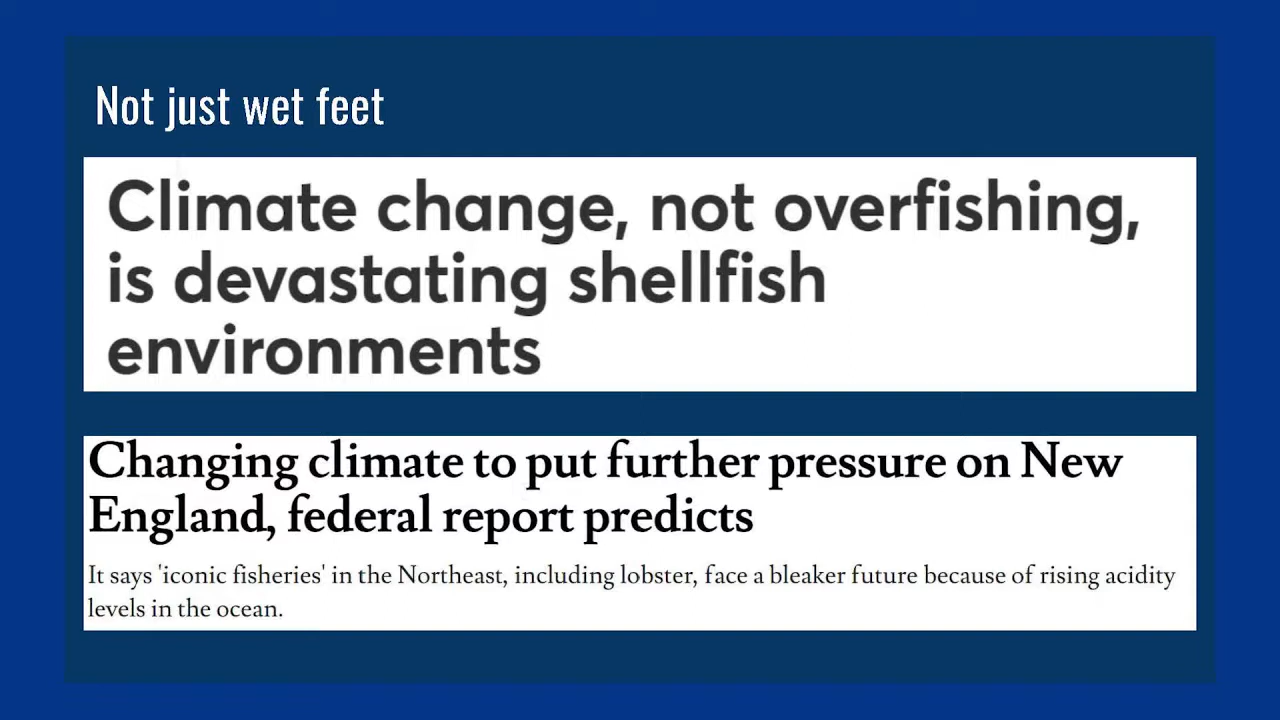 Not just wet feet
Climate change, not overfishing,
is devastating shellfish
environments
Changing climate to put further pressure on New
England, federal report predicts
It says 'iconic fisheries' in the Northeast, including lobster, face a bleaker future because of rising acidity
levels in the ocean.